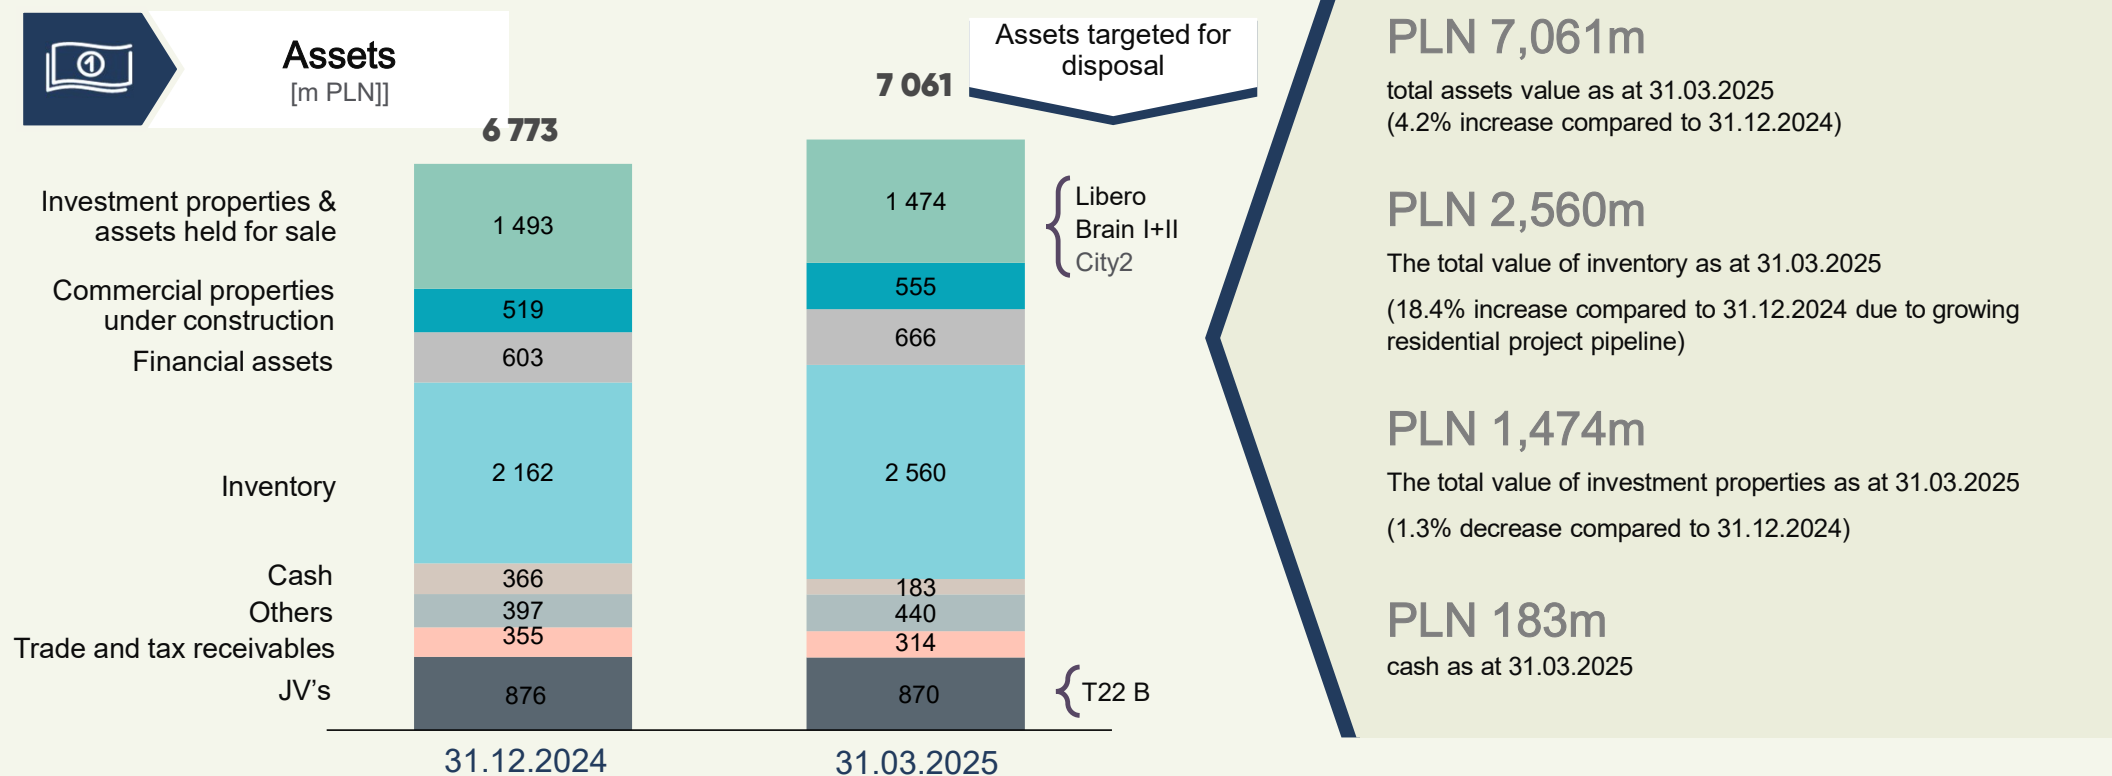 Assets
[m PLN]]
6 773
7 061
Assets targeted for
disposal
Investment properties &
assets held for sale
1 493
1 474
Libero
Brain I+II
City2
Commercial properties
under construction
519
555
Financial assets
603
666
Inventory
2 162
2 560
Cash
366
183
Others
397
440
Trade and tax receivables
355
314
JV's
876
870
T22 B
31.12.2024
31.03.2025
PLN 7,061m
total assets value as at 31.03.2025
(4.2% increase compared to 31.12.2024)
PLN 2,560m
The total value of inventory as at 31.03.2025
(18.4% increase compared to 31.12.2024 due to growing
residential project pipeline)
PLN 1,474m
The total value of investment properties as at 31.03.2025
(1.3% decrease compared to 31.12.2024)
PLN 183m
cash as at 31.03.2025